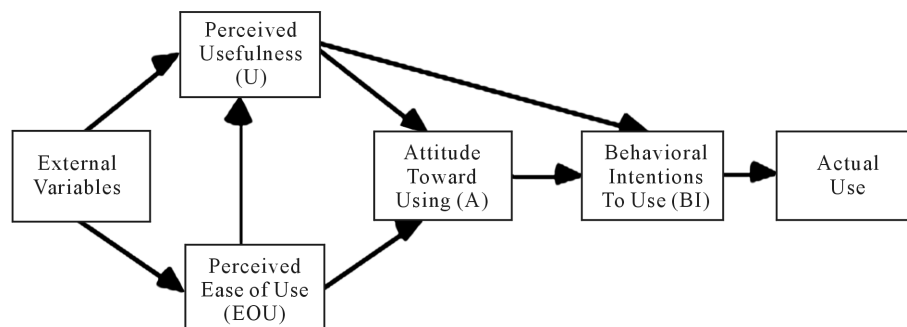 Perceived
Usefulness
(U)
External
Variables
Perceived
Ease of Use
(EOU)
Attitude
Toward
Using (A)
Behavioral
Intentions
To Use (BI)
Actual
Use